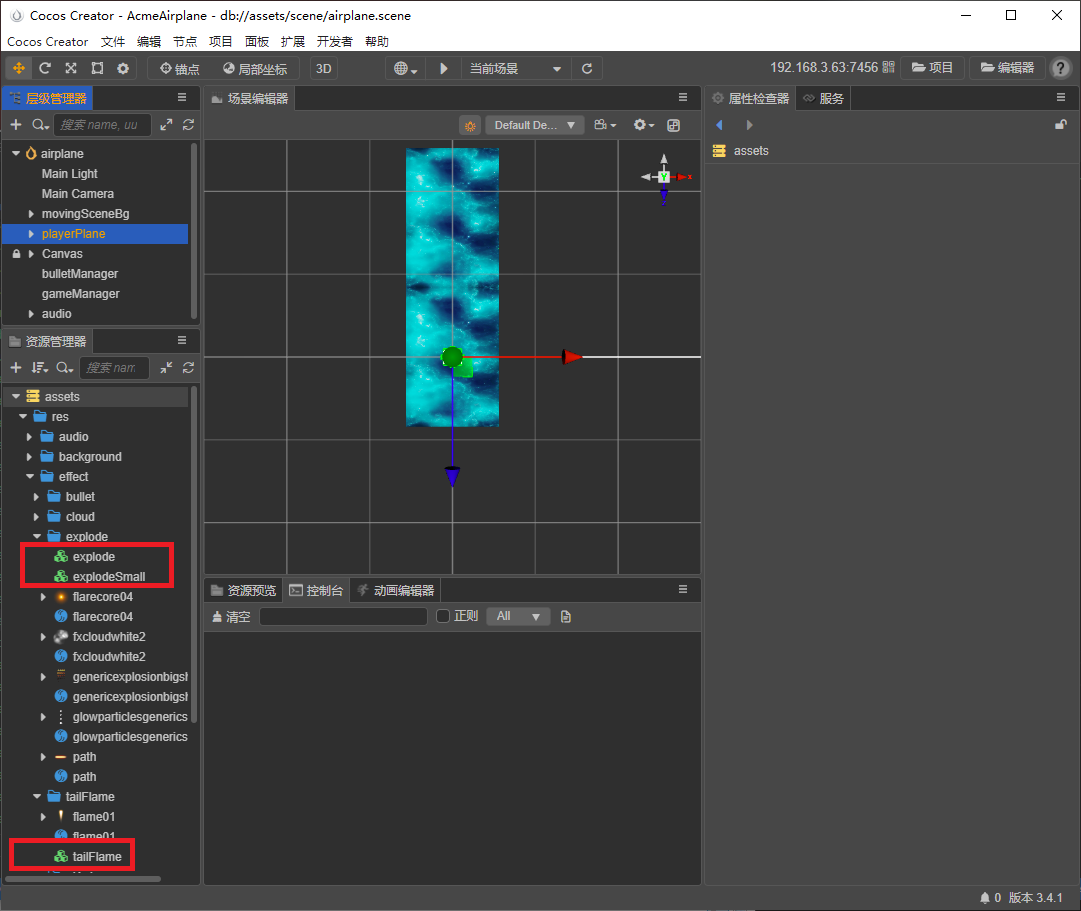 Cocos Creator - AcmeAirplane - db://assets/scene/airplane.scene
Cocos Creator 文件 编辑 节点 项目 面板 扩展 开发者 帮助
锚点 局部坐标 3D 当前场景 192.168.3.63:7456 项目 编辑器 ?
层级管理器
搜索 name, uu
airplane
Main Light
Main Camera
movingSceneBg
playerPlane
Canvas
bulletManager
gameManager
audio
资源管理器
搜索 nam
assets
res
audio
background
effect
bullet
cloud
explode
explode
explodeSmall
flarecore04
flarecore04
fxcloudwhite2
fxcloudwhite2
genericexplosionbigsh
genericexplosionbigsh
glowparticlesgenerics
glowparticlesgenerics
path
path
tailFlame
flame01
flame01
tailFlame
场景编辑器
Default De...
Y
x
资源预览 控制台 动画编辑器
清空 正则 All
属性检查器 服务
assets
0 版本 3.4.1